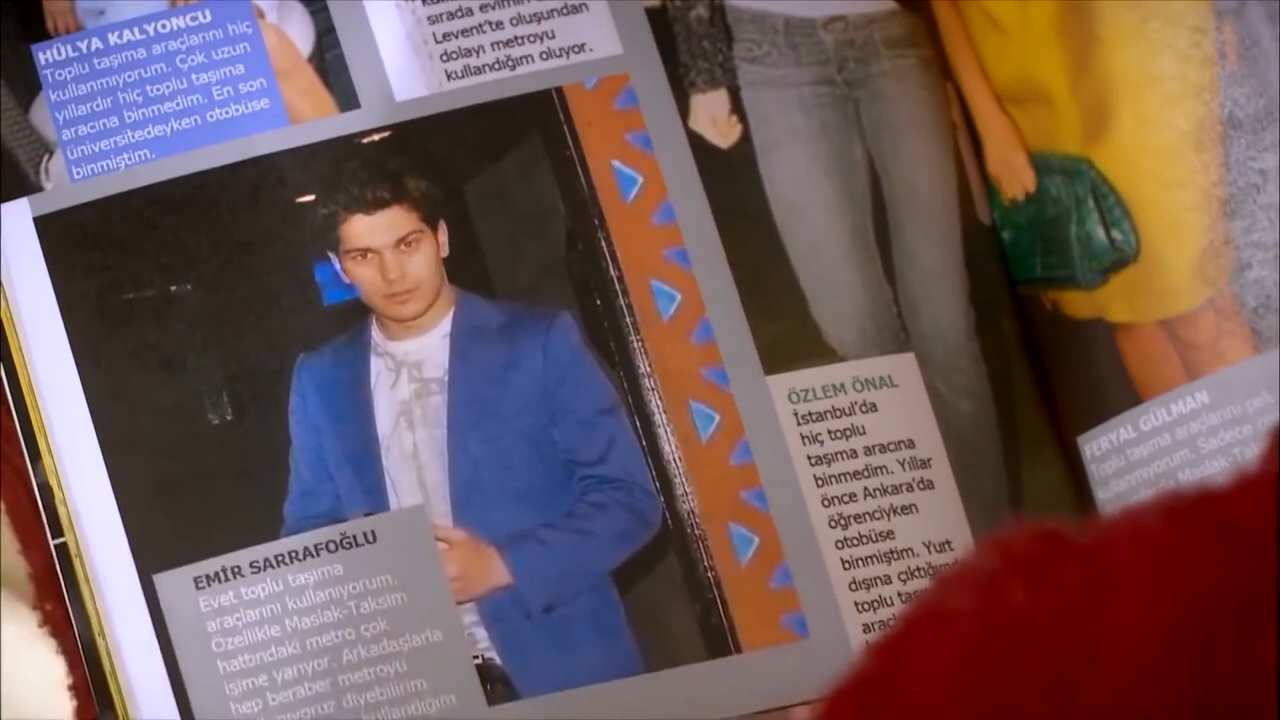 HÜLYA KALYONCU
Toplu taşıma araçlarını hiç
kullanmıyorum. Çok uzun
yıllardır hiç toplu taşıma
aracına binmedim. En son
üniversitedeyken otobüse
binmiştim.
sırada evimin
Levent'te oluşundan
dolayı metroyu
kullandığım oluyor.
EMİR SARRAFOĞLU
Evet toplu taşıma
araçlarını kullanıyorum.
Özellikle Maslak-Taksim
hattındaki metro çok
işime yarıyor. Arkadaşlarla
hep beraber metroyu
diyebilirim
kullandığım
ÖZLEM ÖNAL
İstanbul'da
hiç toplu
taşıma aracına
binmedim. Yıllar
önce Ankara'da
öğrenciyken
otobüse
binmiştim. Yurt
dışına
toplu
FERYAL GÜLMAN
Toplu taşıma araçlarını pek
kullanmıyorum. Sadece